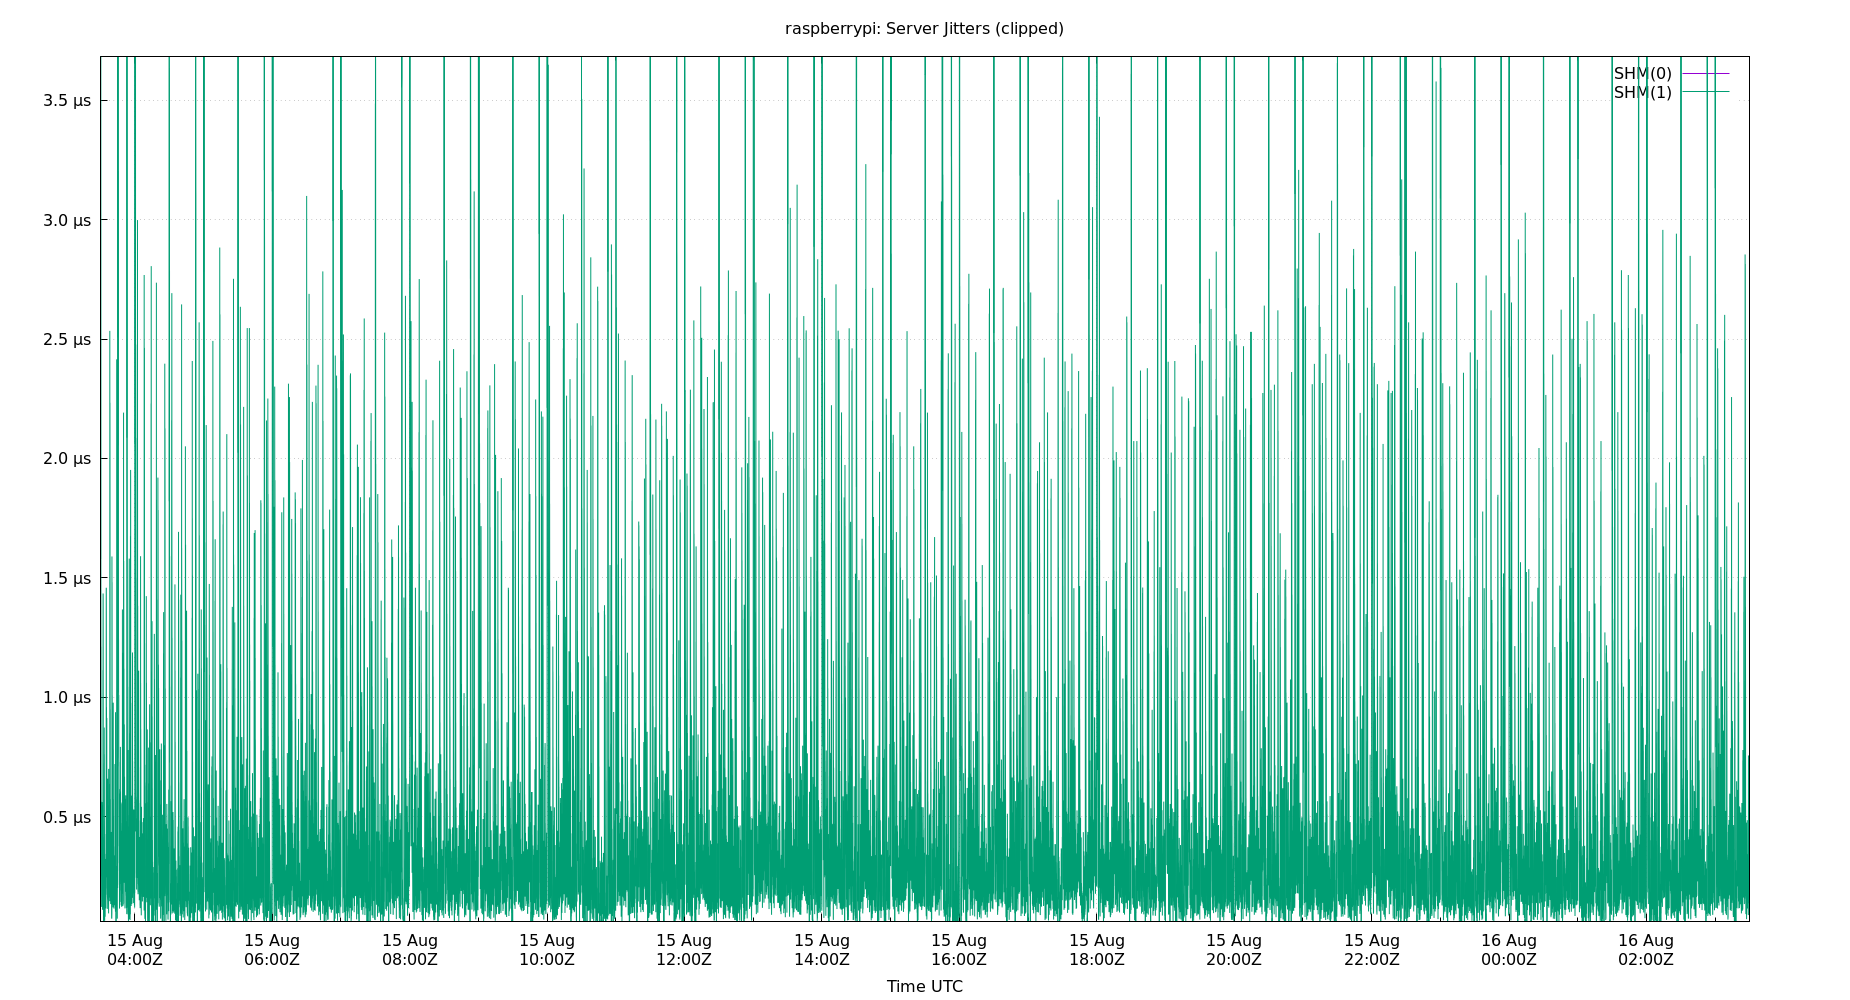 raspberrypi: Server Jitters (clipped)
SHM(0)
SHM(1)
3.5 µs
3.0 µs
2.5 µs
2.0 µs
1.5 µs
1.0 µs
0.5 µs
15 Aug 15 Aug 15 Aug 15 Aug 15 Aug 15 Aug 15 Aug 15 Aug 15 Aug 15 Aug 16 Aug 16 Aug
04:00Z 06:00Z 08:00Z 10:00Z 12:00Z 14:00Z 16:00Z 18:00Z 20:00Z 22:00Z 00:00Z 02:00Z
Time UTC